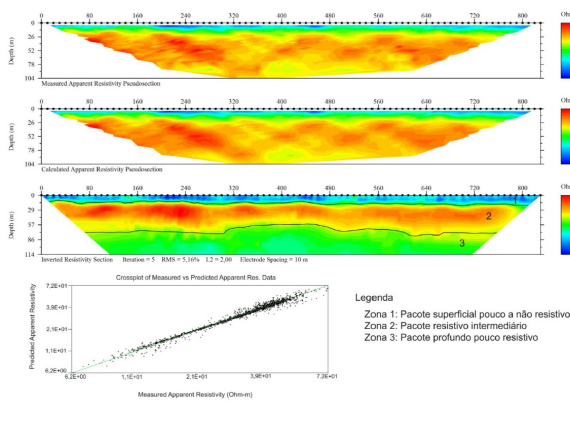 0 80 160 240 320 400 480 560 640 720 800 Oh
0
26
52
78
104
Depth (m)
Measured Apparent Resistivity Pseudosection
0 80 160 240 320 400 480 560 640 720 800 Oh
0
26
52
78
104
Depth (m)
Calculated Apparent Resistivity Pseudosection
0 80 160 240 320 400 480 560 640 720 800 Oh
0
29
57
86
114
Depth (m)
1
2
3
Inverted Resistivity Section Iteration = 5 RMS = 5,16% L2 = 2,00 Electrode Spacing = 10 m
Crossplot of Measured vs Predicted Apparent Res. Data
Predicted Apparent Resistivity
7,2E+01
3,9E+01
2,1E+01
1,1E+01
6,2E+00
6,2E+00 1,1E+01 2,1E+01 3,9E+01 7,2E+01
Measured Apparent Resistivity (Ohm-m)
Legenda
Zona 1: Pacote superficial pouco a não resistivo
Zona 2: Pacote resistivo intermediário
Zona 3: Pacote profundo pouco resistivo